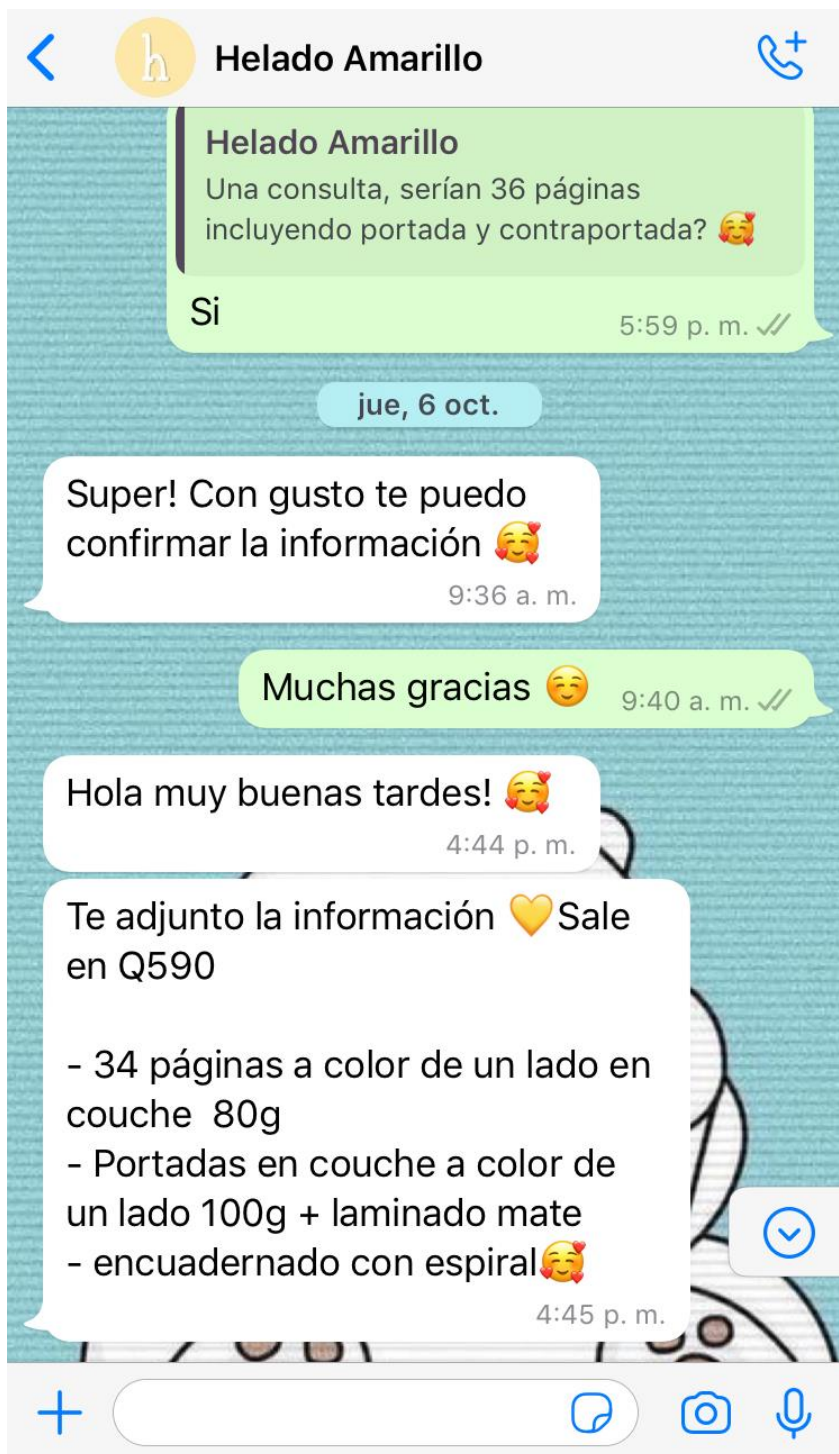 h
Helado Amarillo
Helado Amarillo
Una consulta, serían 36 páginas
incluyendo portada y contraportada? 🥰
Si
5:59 p. m.
jue, 6 oct.
Super! Con gusto te puedo
confirmar la información 🥰
9:36 a. m.
Muchas gracias ☺️ 9:40 a. m.
Hola muy buenas tardes! 🥰
4:44 p. m.
Te adjunto la información 💛Sale
en Q590
- 34 páginas a color de un lado en
couche  80g
- Portadas en couche a color de
un lado 100g + laminado mate
- encuadernado con espiral🥰
4:45 p. m.